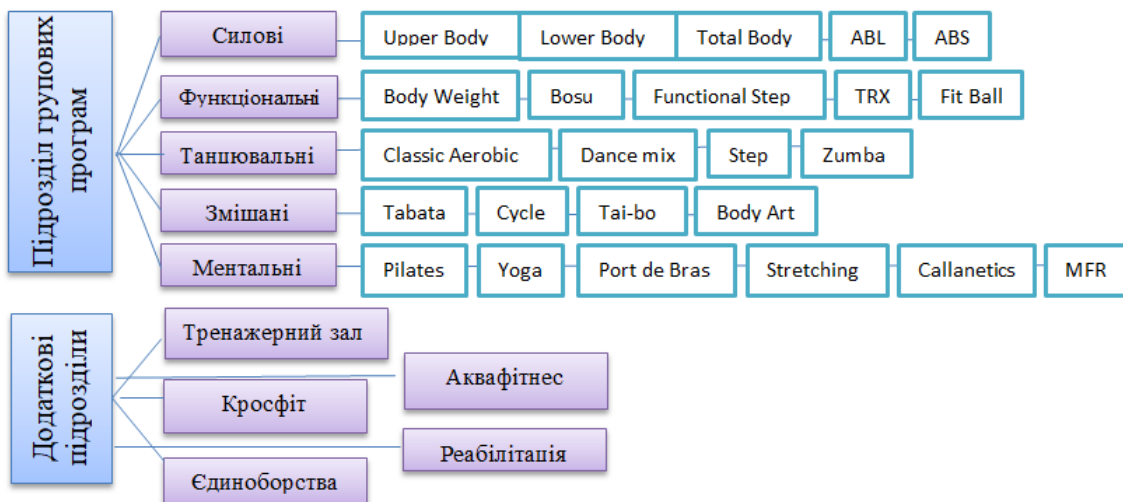 Підрозділ групових
програм
Силові
Upper Body
Lower Body
Total Body
ABL
ABS
Функціональні
Body Weight
Bosu
Functional Step
TRX
Fit Ball
Танцювальні
Classic Aerobic
Dance mix
Step
Zumba
Змішані
Tabata
Cycle
Tai-bo
Body Art
Ментальні
Pilates
Yoga
Port de Bras
Stretching
Callanetics
MFR
Додаткові
підрозділи
Тренажерний зал
Аквафітнес
Кросфіт
Реабілітація
Єдиноборства